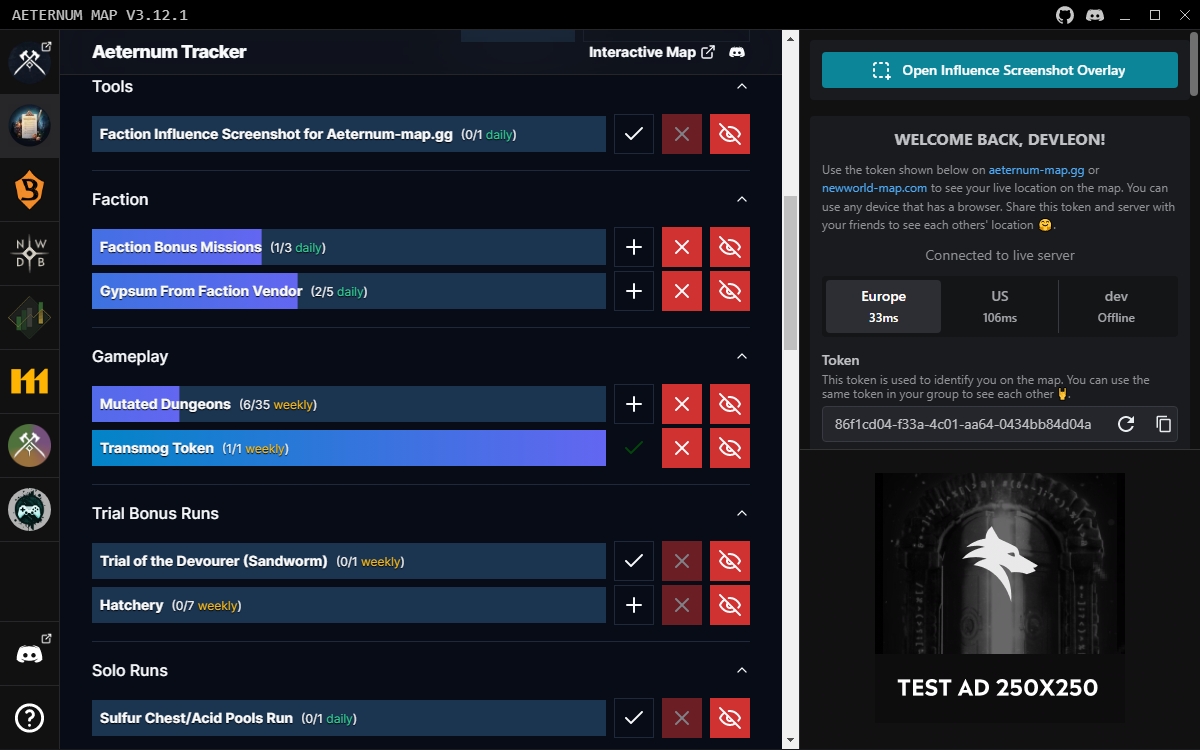 AETERNUM MAP V3.12.1
Aeternum Tracker
Interactive Map
Tools
Faction Influence Screenshot for Aeternum-map.gg (0/1 daily)
Faction
Faction Bonus Missions (1/3 daily)
Gypsum From Faction Vendor (2/5 daily)
Gameplay
Mutated Dungeons (6/35 weekly)
Transmog Token (1/1 weekly)
Trial Bonus Runs
Trial of the Devourer (Sandworm) (0/1 weekly)
Hatchery (0/7 weekly)
Solo Runs
Sulfur Chest/Acid Pools Run (0/1 daily)
N W
D B
Open Influence Screenshot Overlay
WELCOME BACK, DEVLEON!
Use the token shown below on aeternum-map.gg or
newworld-map.com to see your live location on the map. You can
use any device that has a browser. Share this token and server with
your friends to see each others' location 🤗.
Connected to live server
Europe US dev
33ms 106ms Offline
Token
This token is used to identify you on the map. You can use the
same token in your group to see each other 🤘.
86f1cd04-f33a-4c01-aa64-0434bb84d04a
TEST AD 250X250